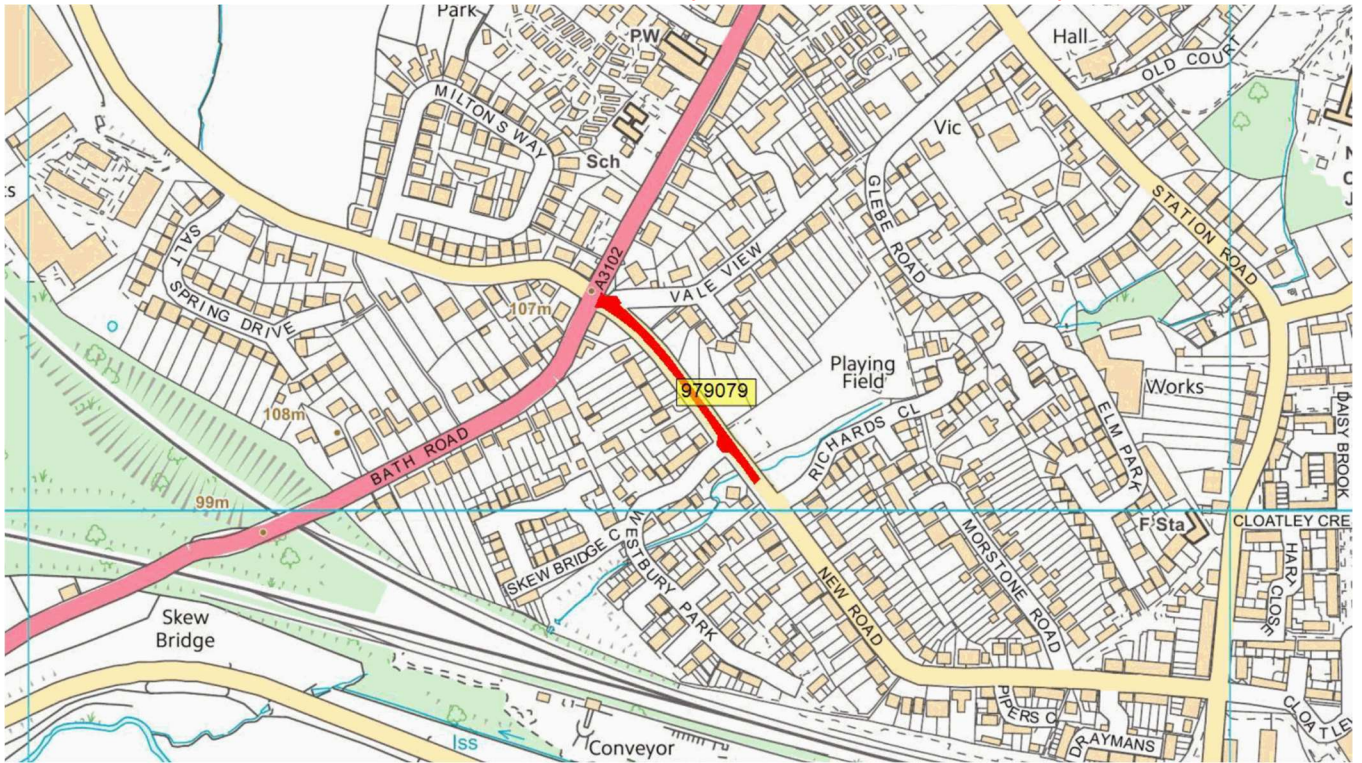 Park
PW
Hall
OLD COURT
MILTONS WAY
Vic
Sch
GLEBE ROAD
STATION ROAD
SALT
SPRING DRIVE
A3102
VALE VIEW
107m
Playing
Field
979079
Works
108m
RICHARDS CL
ELM PARK
DAISY BROOK
BATH ROAD
99m
F Sta
CLOATLEY CRE
SKEW BRIDGE C
WESTBURY PARK
MORSTONE ROAD
HART CLOSE
NEW ROAD
Skew
Bridge
PIPERS C
CLOATLE
DRAYMANS
Iss
Conveyor